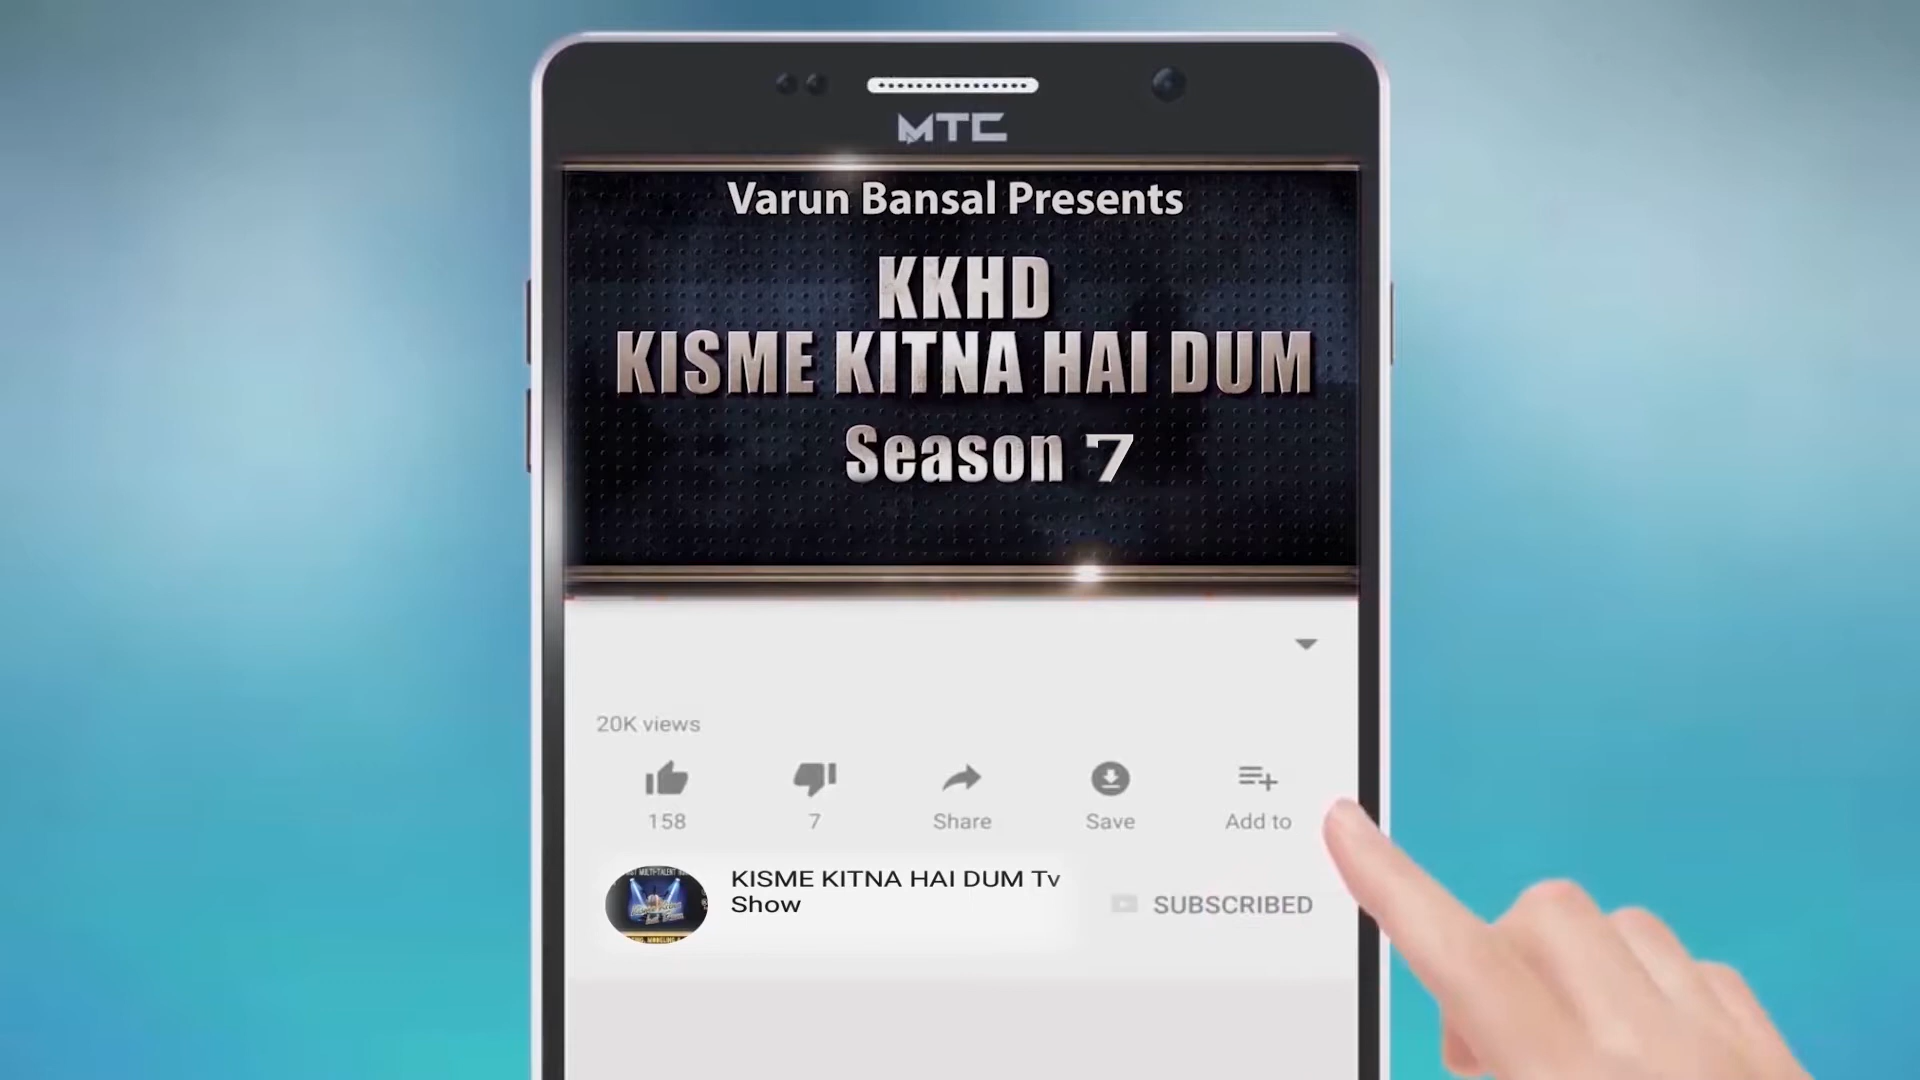 MTC
Varun Bansal Presents
KKHD
KISME KITNA HAI DUM
Season 7
20K views
158
7
Share
Save
Add to
KISME KITNA HAI DUM Tv
Show
SUBSCRIBED